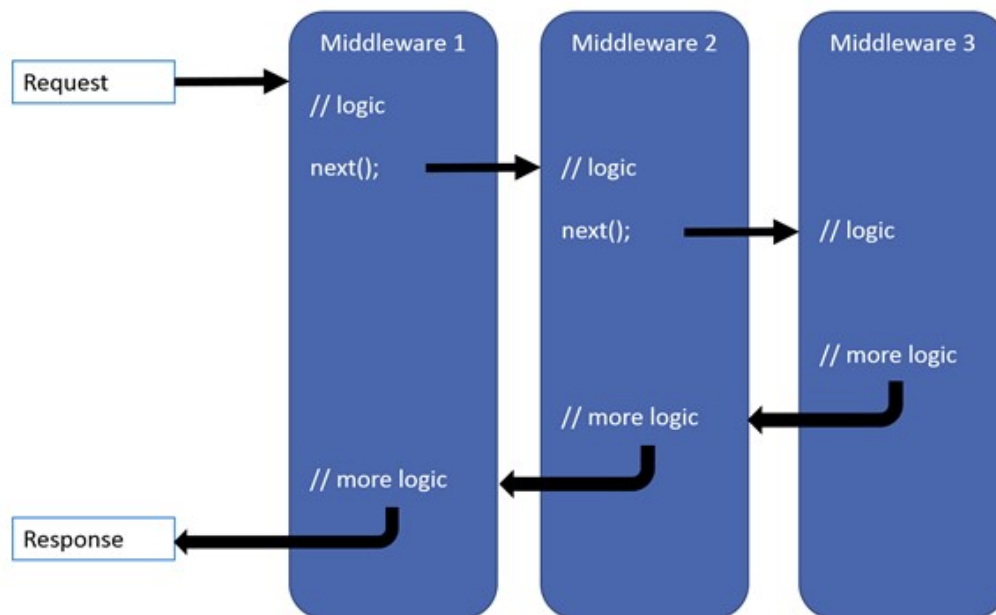 Request
Middleware 1
// logic
next();
Middleware 2
// logic
next();
Middleware 3
// logic
// more logic
// more logic
// more logic
Response